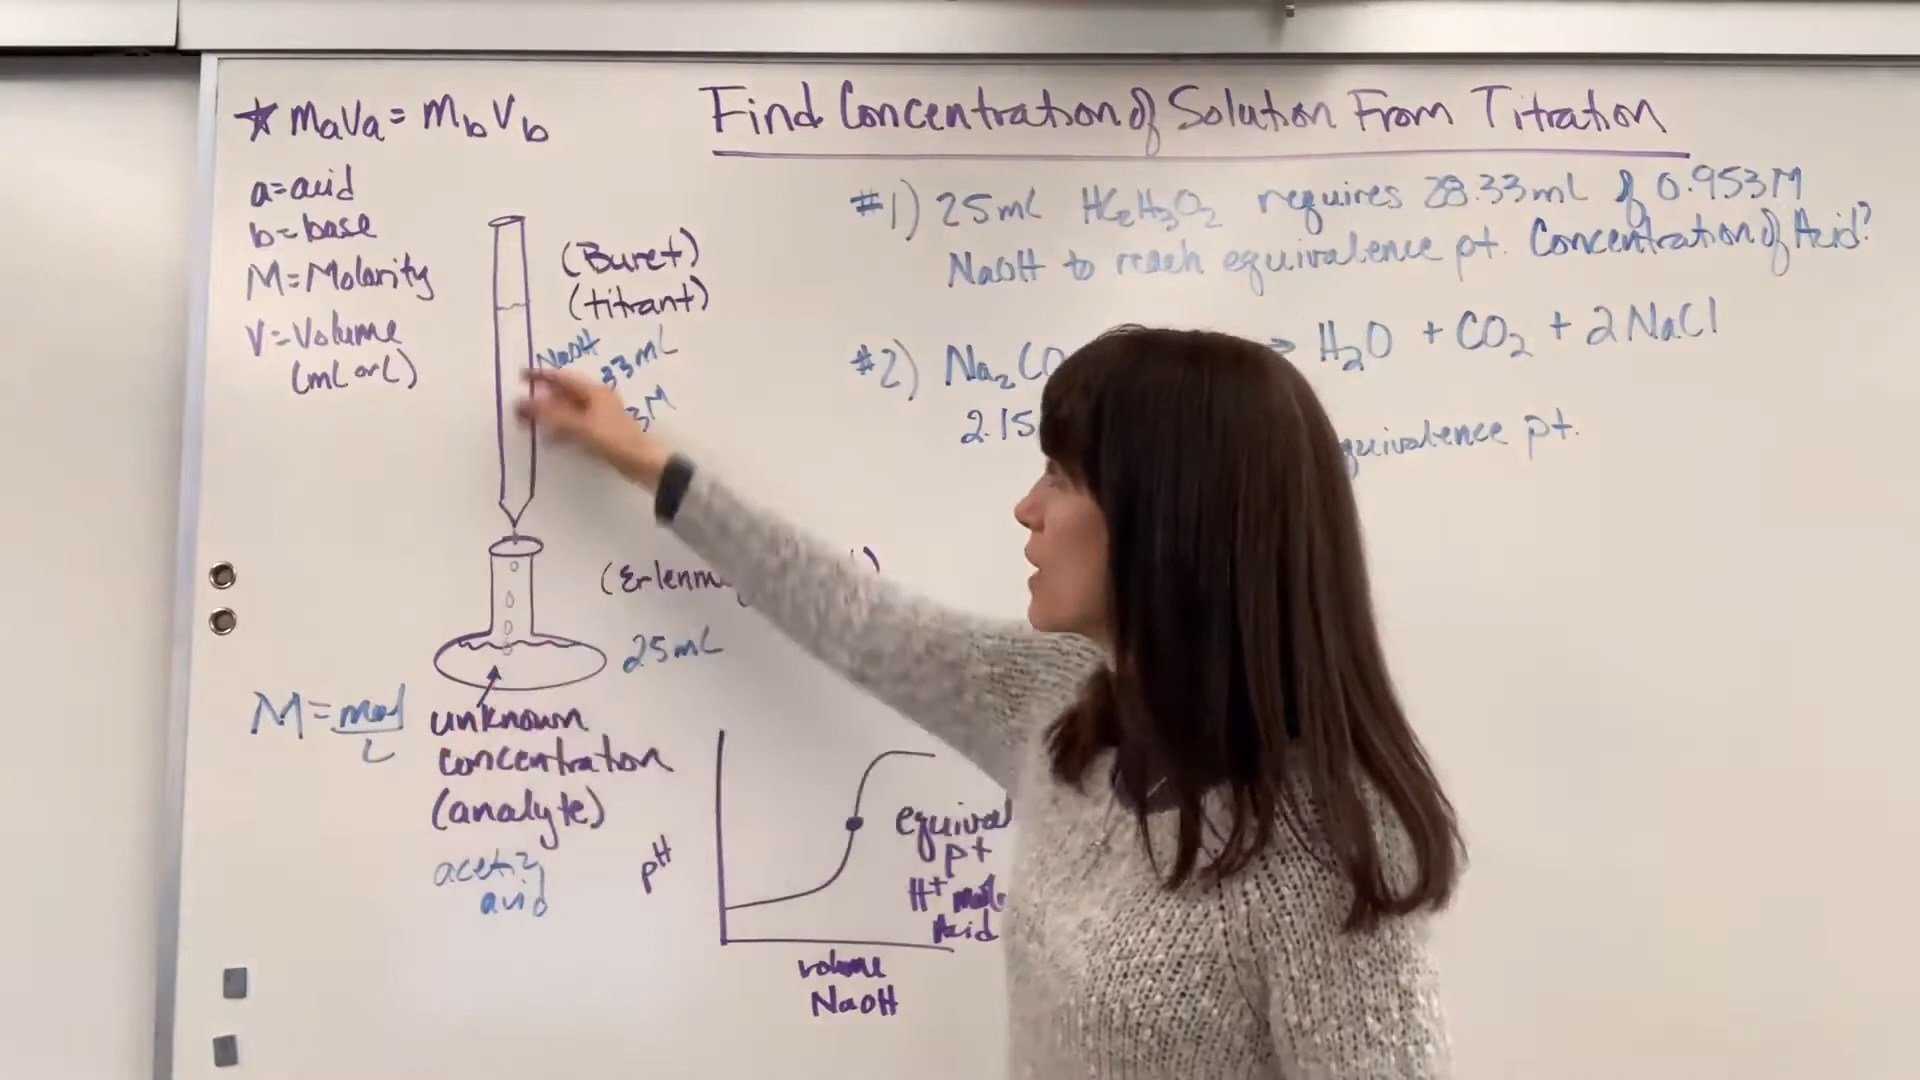 ★ MaVa = MbVb
a=acid
b=base
M=Molarity
V=Volume
(mL or L)
Find Concentration of Solution From Titration
#1) 25mL HC₂H₃O₂ requires 28.33mL of 0.953M
NaOH to reach equivalence pt. Concentration of Acid?
#2) Na₂CO → H₂O + CO₂ + 2NaCl
2.15 equivalence pt.
(Buret)
(titrant)
NaOH
33mL
3M
(Erlenm
25mL
M = mol
L
unknown
concentration
(analyte)
acetic
acid
pH
equival
pt
H⁺
Acid
volume
NaOH